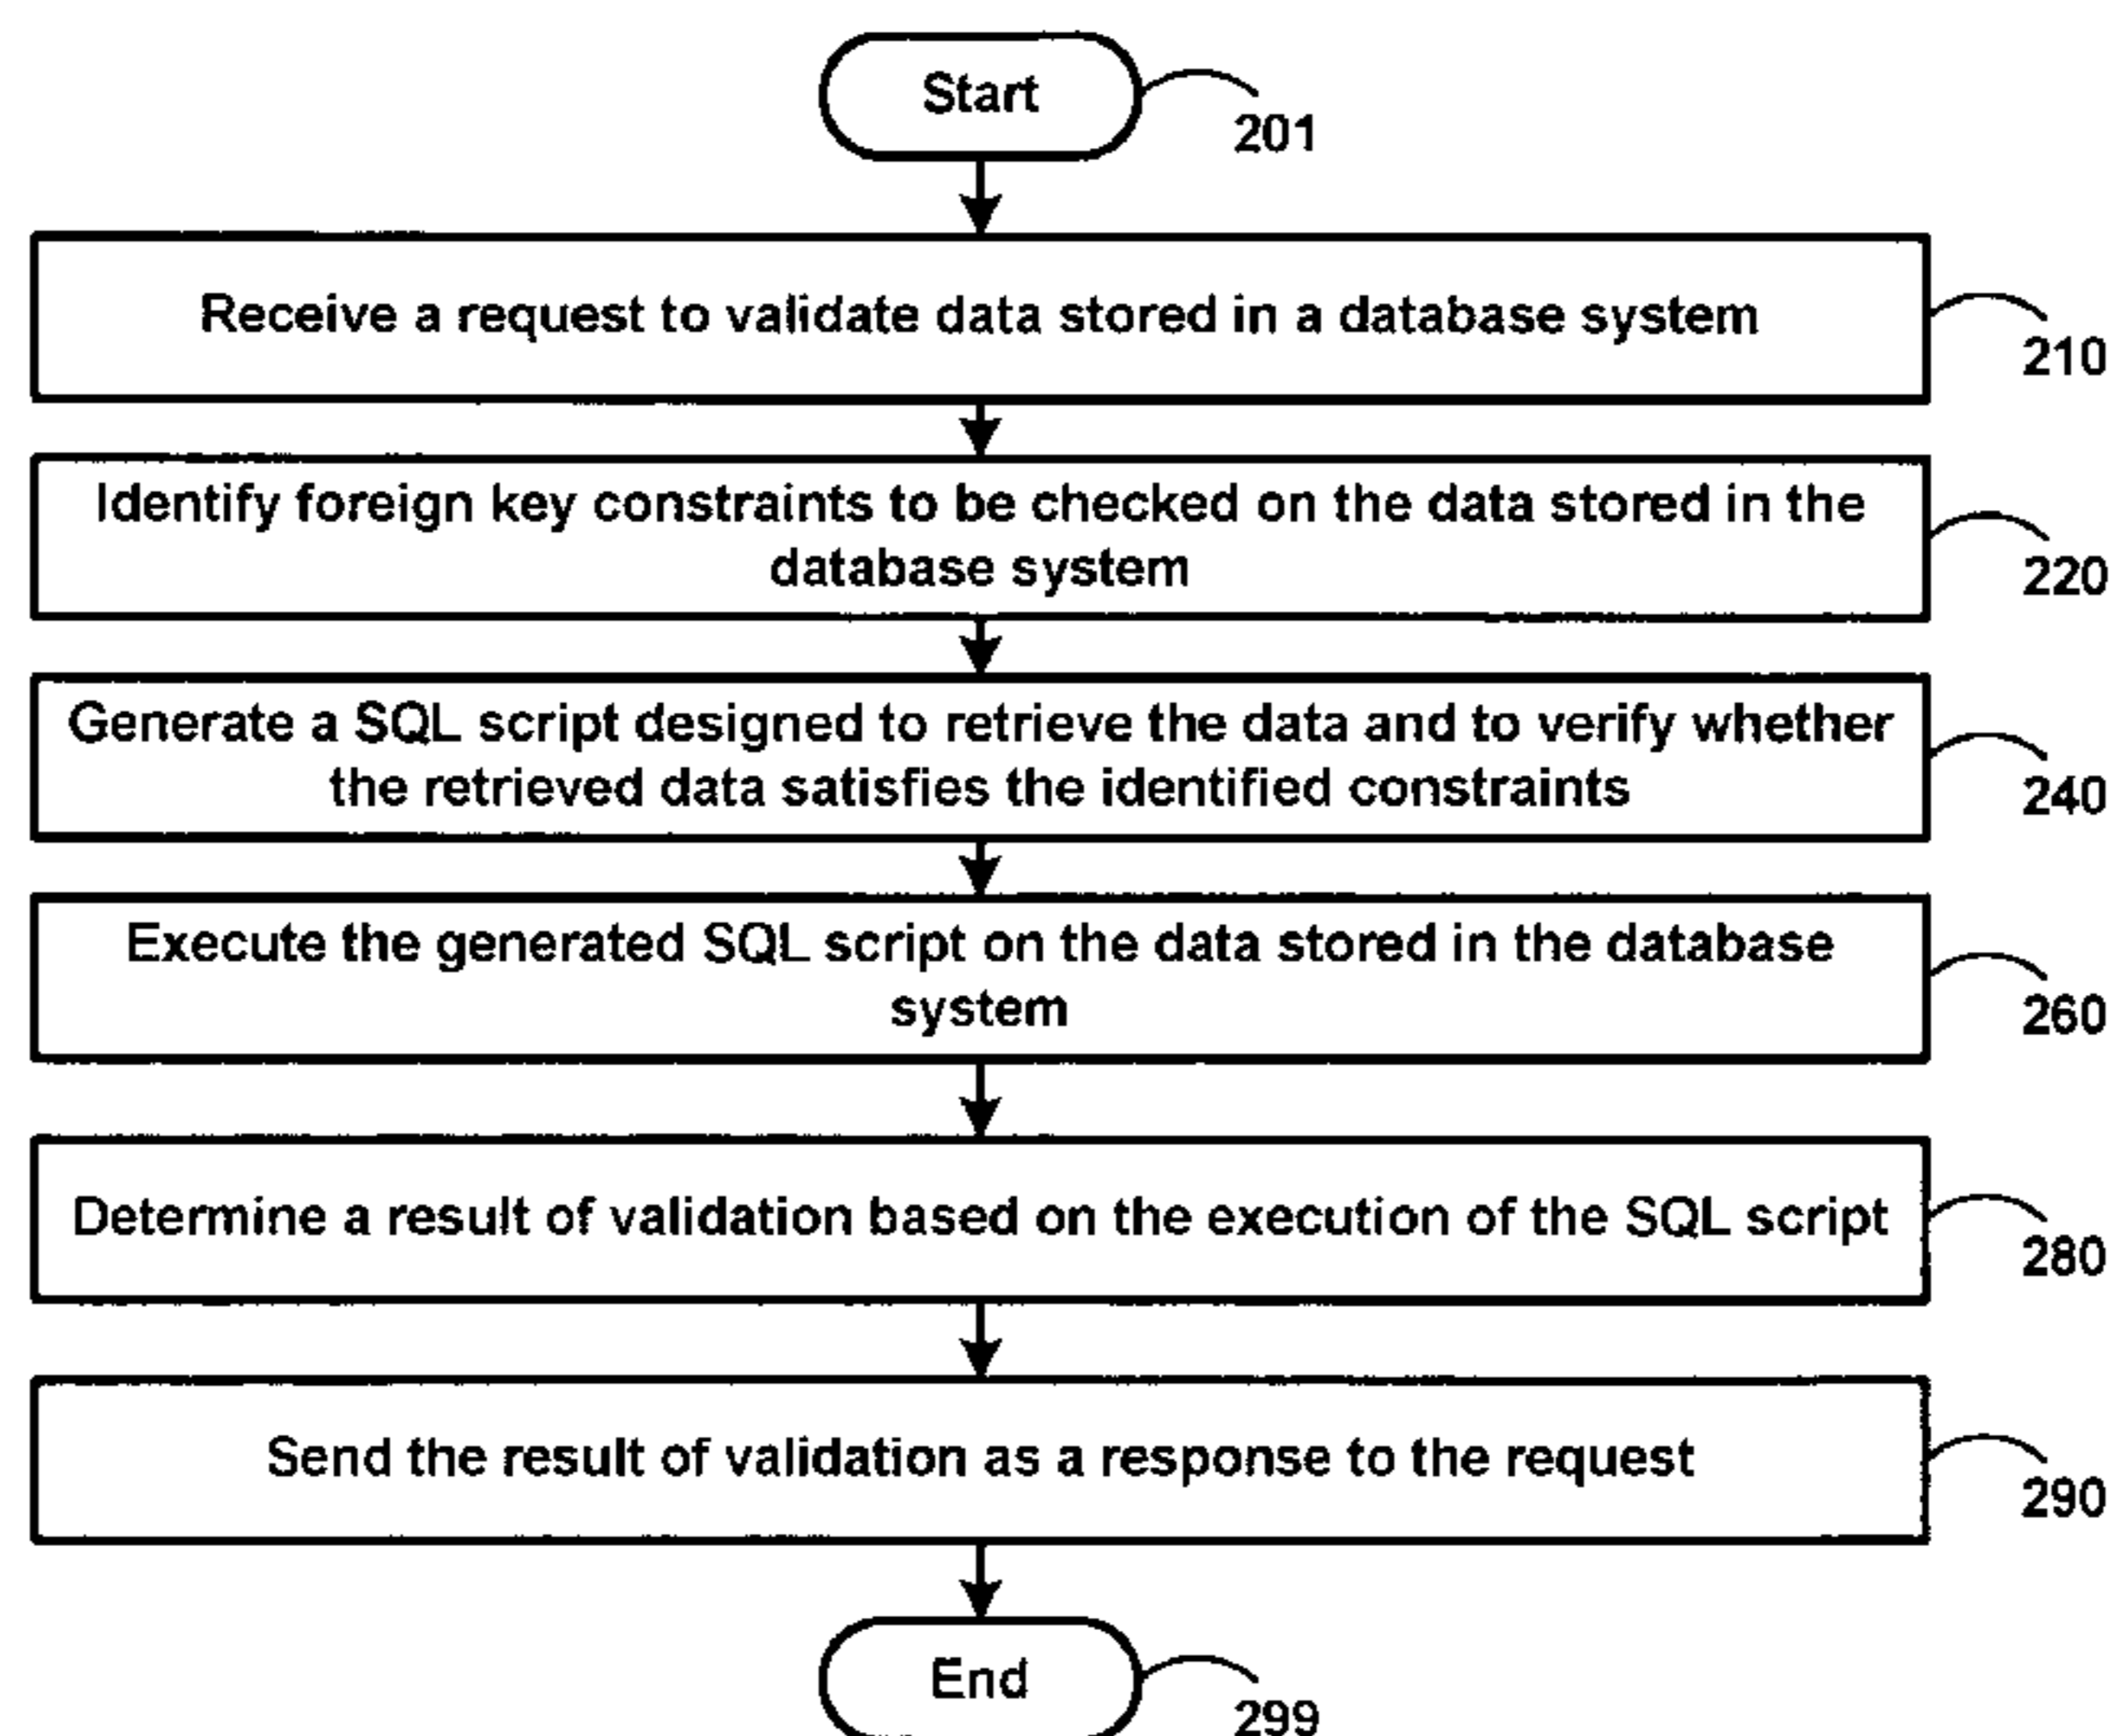 Start
201
Receive a request to validate data stored in a database system
210
Identify foreign key constraints to be checked on the data stored in the
database system
220
Generate a SQL script designed to retrieve the data and to verify whether
the retrieved data satisfies the identified constraints
240
Execute the generated SQL script on the data stored in the database
system
260
Determine a result of validation based on the execution of the SQL script
280
Send the result of validation as a response to the request
290
End
299